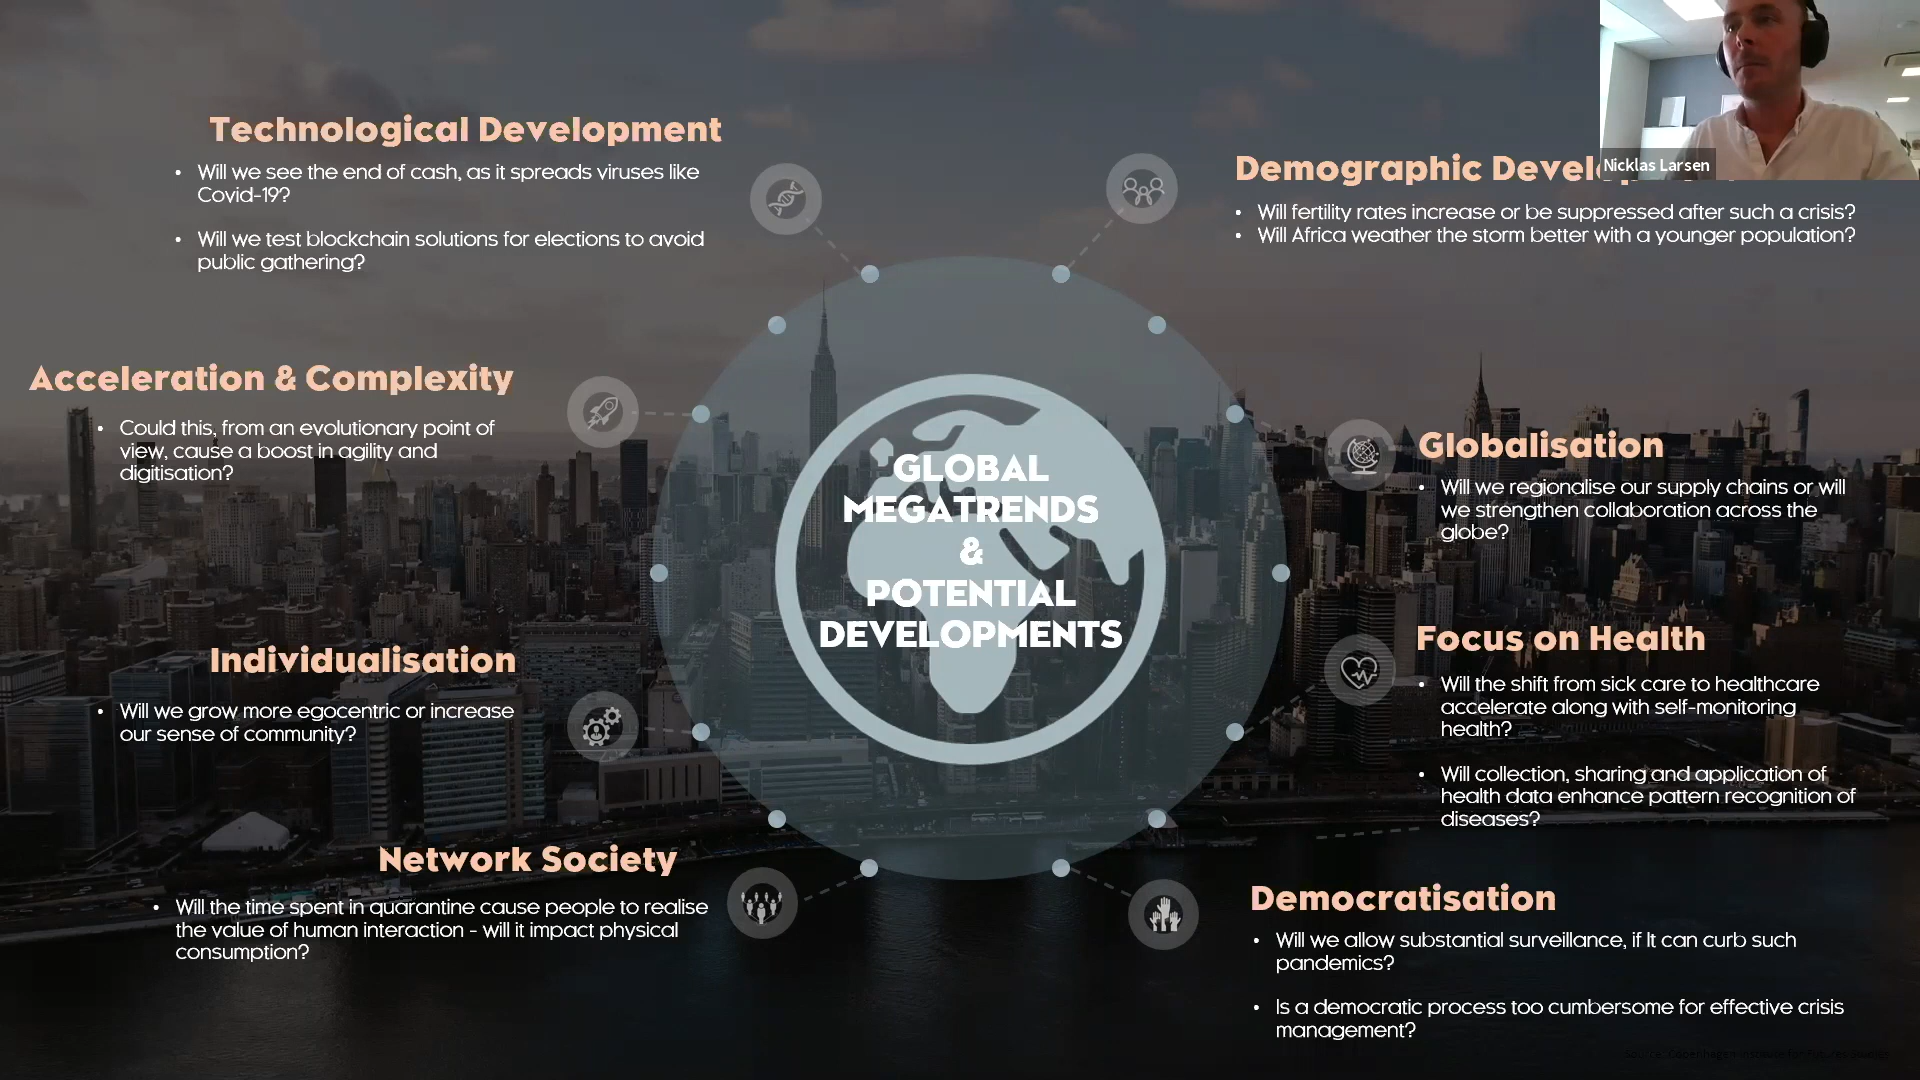 Technological Development
• Will we see the end of cash, as it spreads viruses like
Covid-19?
• Will we test blockchain solutions for elections to avoid
public gathering?
Acceleration & Complexity
• Could this, from an evolutionary point of
view, cause a boost in agility and
digitisation?
Individualisation
• Will we grow more egocentric or increase
our sense of community?
Network Society
• Will the time spent in quarantine cause people to realise
the value of human interaction - will it impact physical
consumption?
GLOBAL
MEGATRENDS
&
POTENTIAL
DEVELOPMENTS
Nicklas Larsen
Demographic
• Will fertility rates increase or be suppressed after such a crisis?
• Will Africa weather the storm better with a younger population?
Globalisation
• Will we regionalise our supply chains or will
we strengthen collaboration across the
globe?
Focus on Health
• Will the shift from sick care to healthcare
accelerate along with self-monitoring
health?
• Will collection, sharing and application of
health data enhance pattern recognition of
diseases?
Democratisation
• Will we allow substantial surveillance, if It can curb such
pandemics?
• Is a democratic process too cumbersome for effective crisis
management?